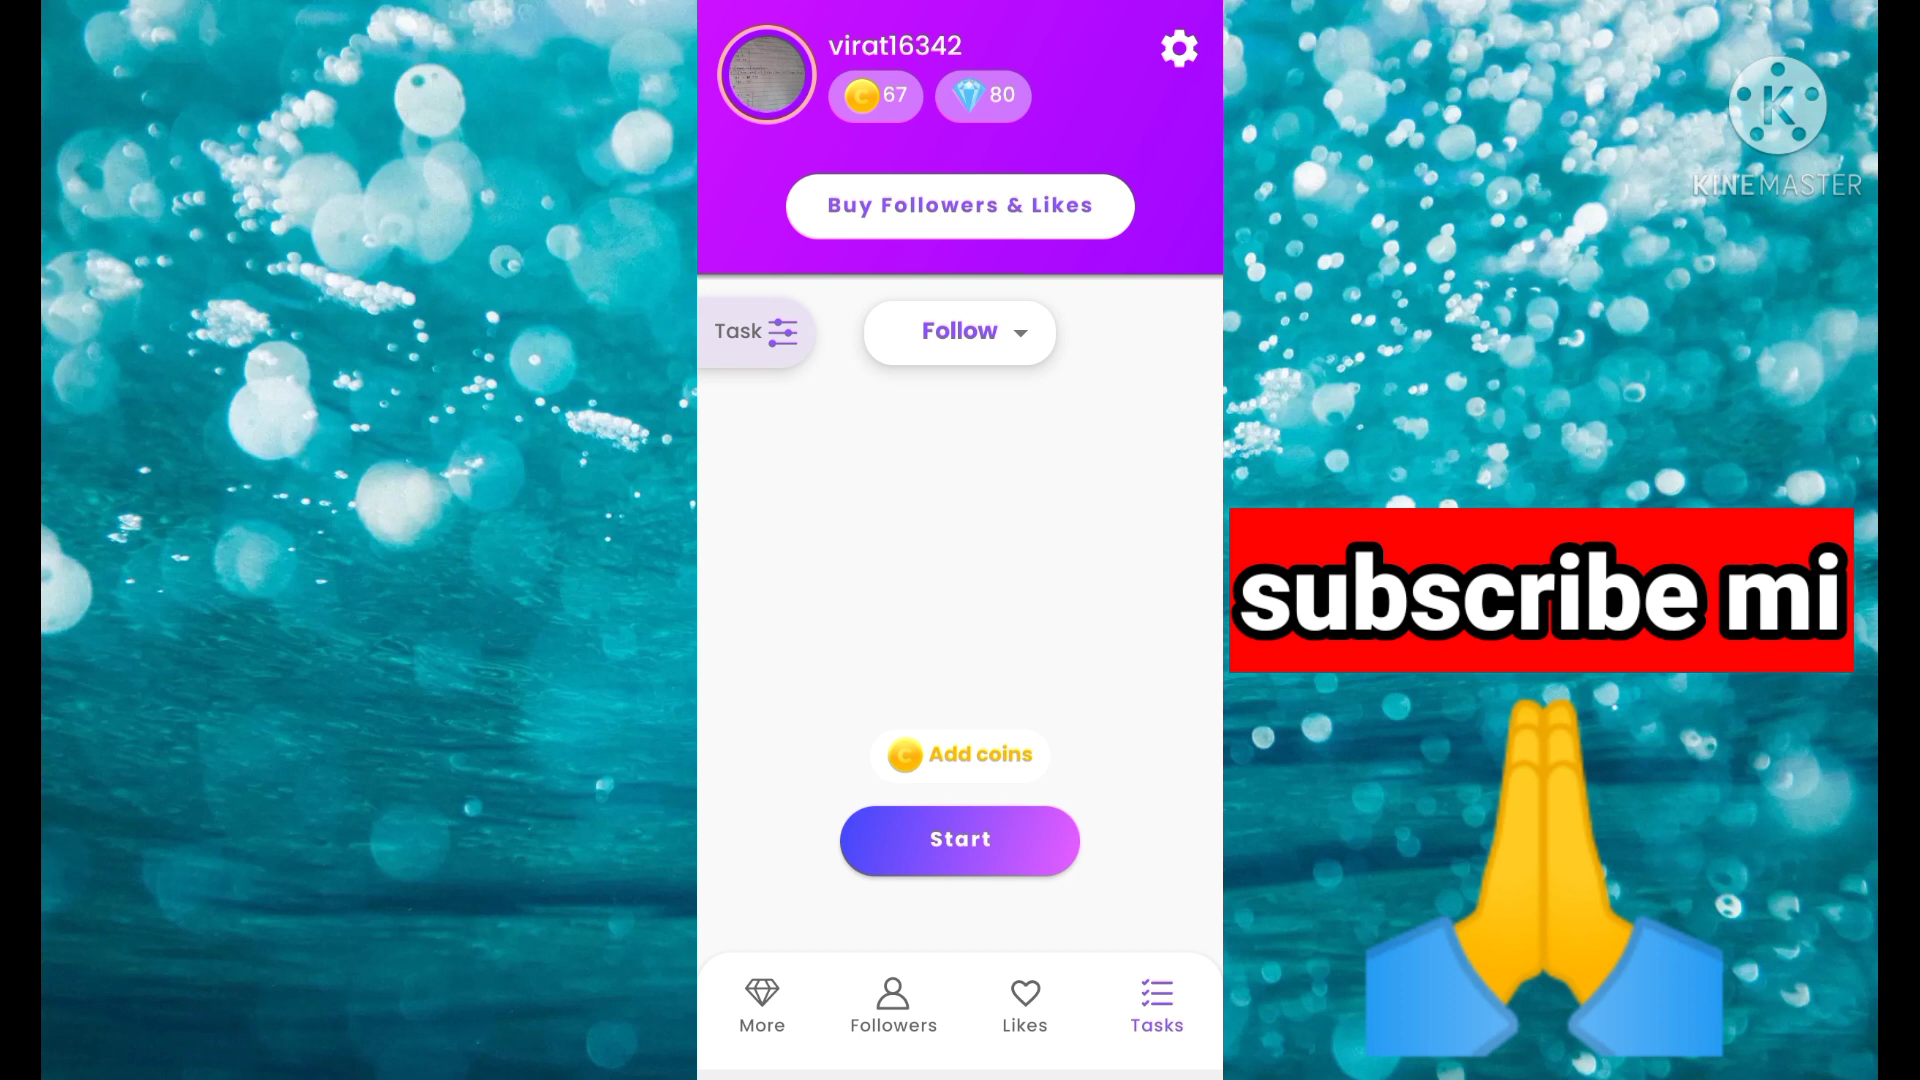 virat16342
67
80
Buy Followers & Likes
Task
Follow
Add coins
Start
More
Followers
Likes
Tasks
K
KINEMASTER
subscribe mi